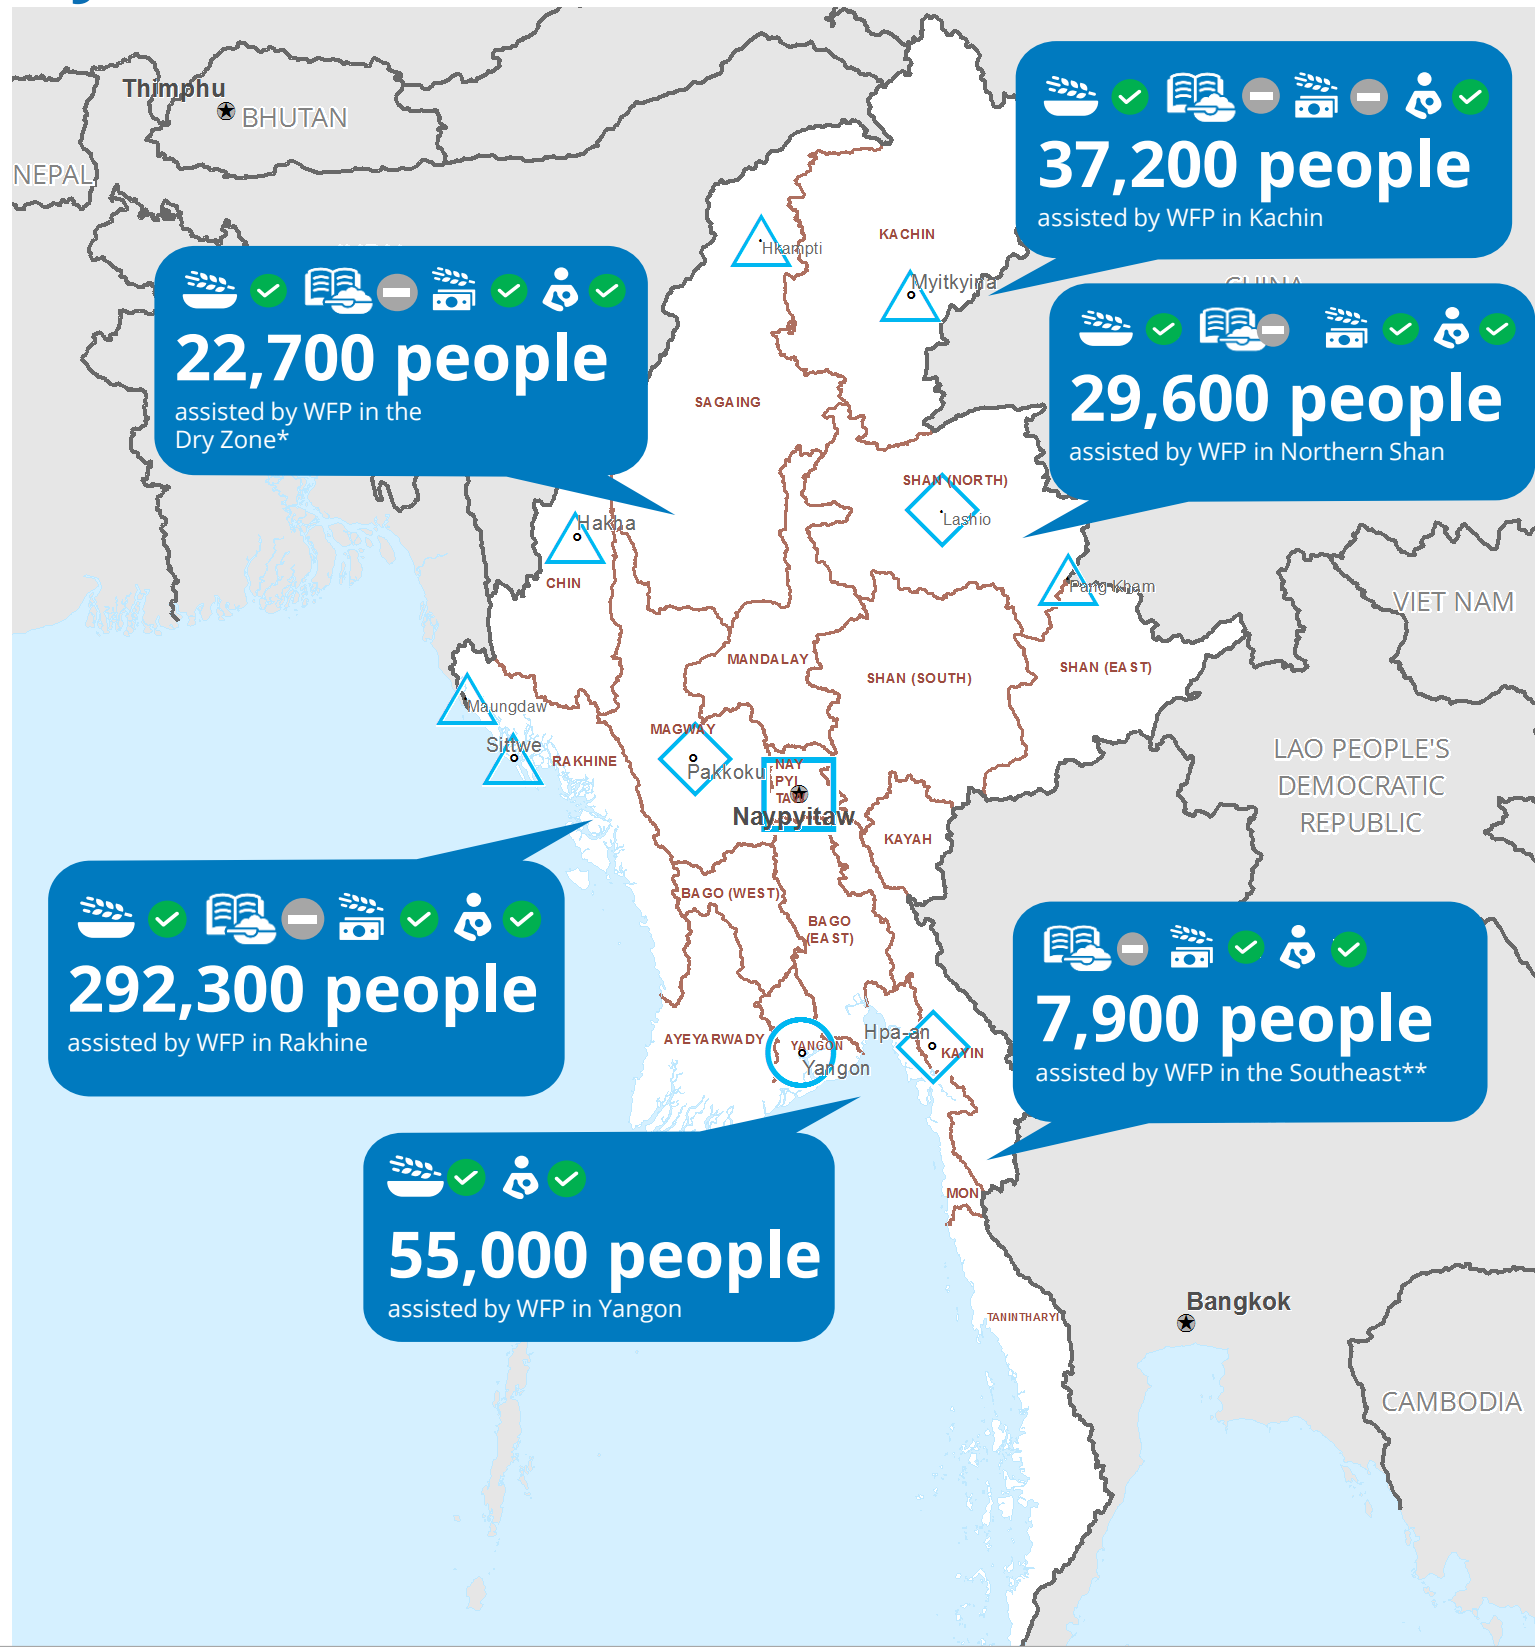 Thimphu
BHUTAN
NEPAL
37,200 people
assisted by WFP in Kachin
KACHIN
Hkampti
Myitkyina
CHINA
22,700 people
assisted by WFP in the
Dry Zone*
29,600 people
assisted by WFP in Northern Shan
SAGAING
SHAN (NORTH)
Lashio
Hakha
CHIN
Pang Kham
VIET NAM
MANDALAY
SHAN (SOUTH)
SHAN (EAST)
Maungdaw
MAGWAY
Sittwe
RAKHINE
Pakkoku
NAY
PYI
TAW
Naypyitaw
LAO PEOPLE'S
DEMOCRATIC
REPUBLIC
KAYAH
BAGO (WEST)
BAGO
(EAST)
292,300 people
assisted by WFP in Rakhine
7,900 people
assisted by WFP in the Southeast**
AYEYARWADY
YANGON
Yangon
Hpa-an
KAYIN
55,000 people
assisted by WFP in Yangon
MON
TANINTHARYI
Bangkok
CAMBODIA